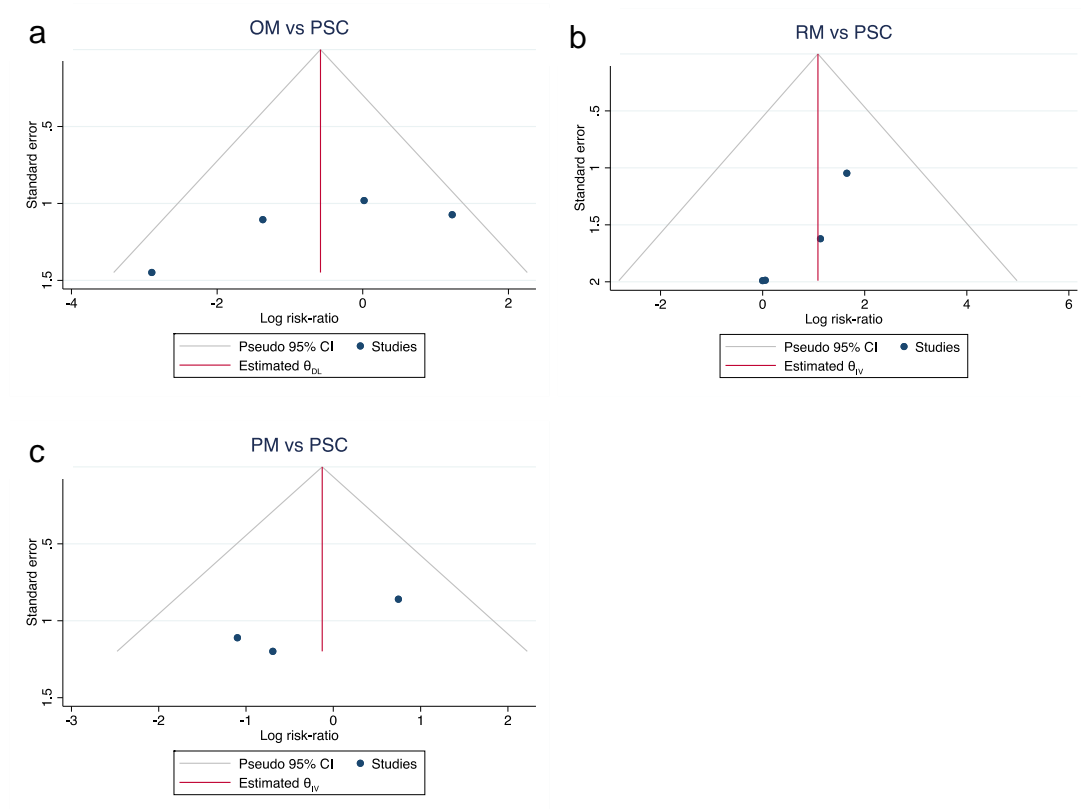 a
OM vs PSC
Standard error
.5
1
1.5
-4 -2 0 2
Log risk-ratio
Pseudo 95% CI Studies
Estimated θDL
b
RM vs PSC
Standard error
.5
1
1.5
2
-2 0 2 4 6
Log risk-ratio
Pseudo 95% CI Studies
Estimated θIV
c
PM vs PSC
Standard error
.5
1
1.5
-3 -2 -1 0 1 2
Log risk-ratio
Pseudo 95% CI Studies
Estimated θIV